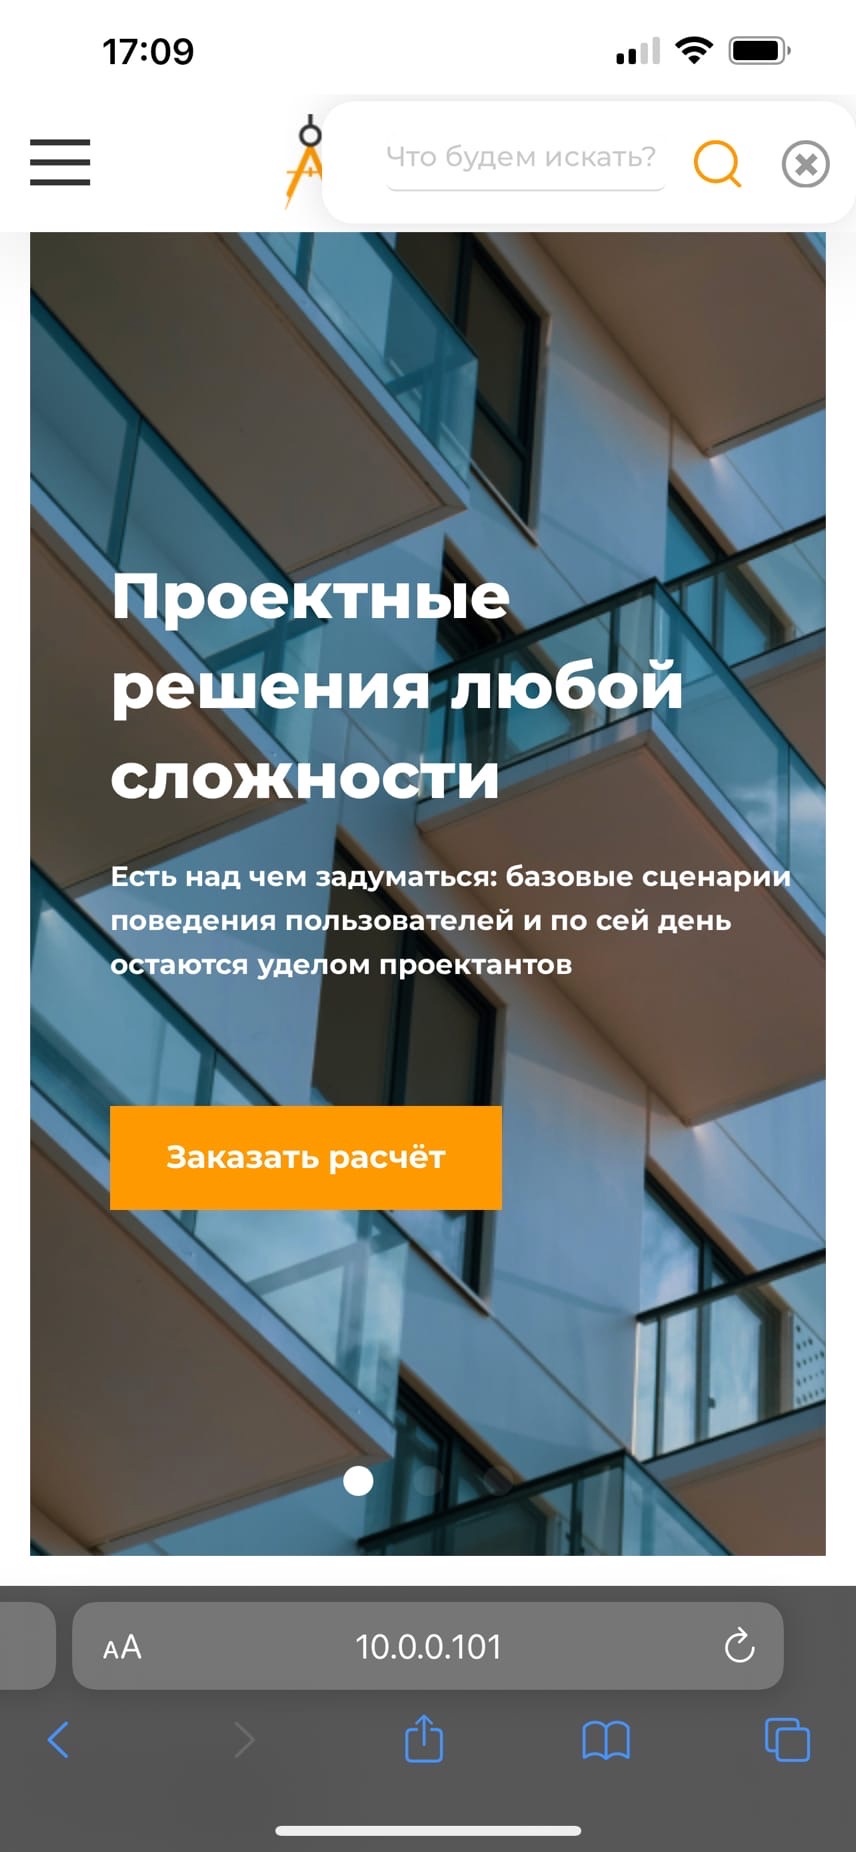 17:09
Что будем искать?
Проектные
решения любой
сложности
Есть над чем задуматься: базовые сценарии
поведения пользователей и по сей день
остаются уделом проектантов
Заказать расчёт
AA
10.0.0.101